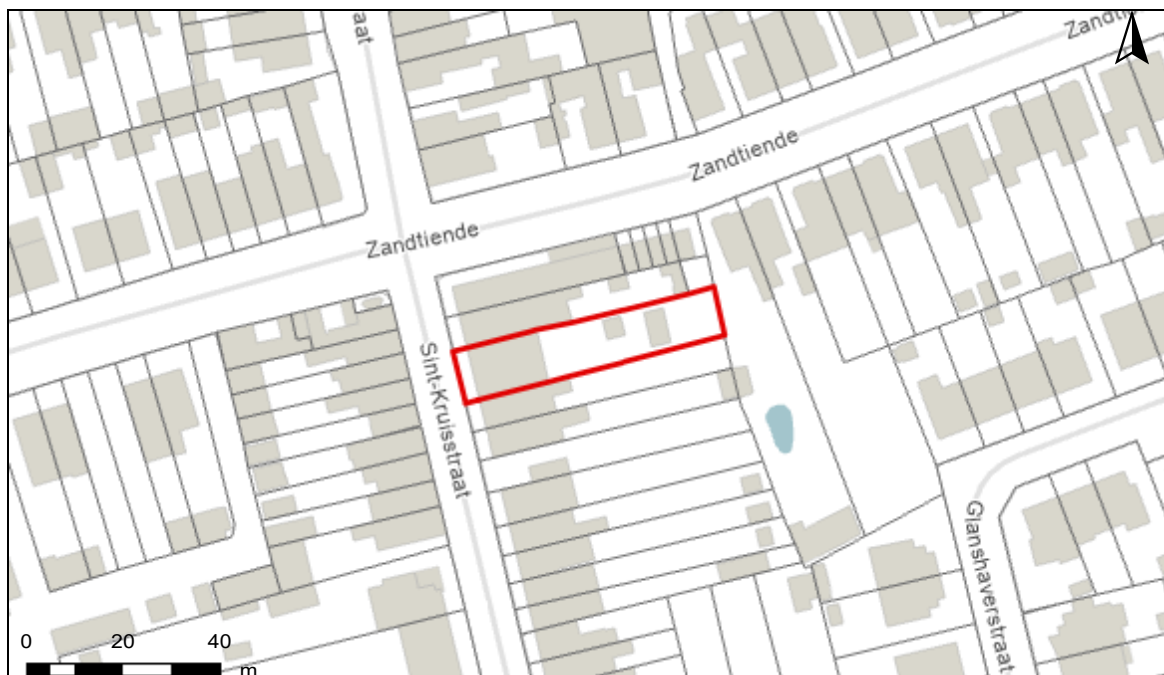 aat
Zandtiende
Zandtiende
Zandtiende
Sint-Kruisstraat
Glanshaverstraat
0 20 40
m